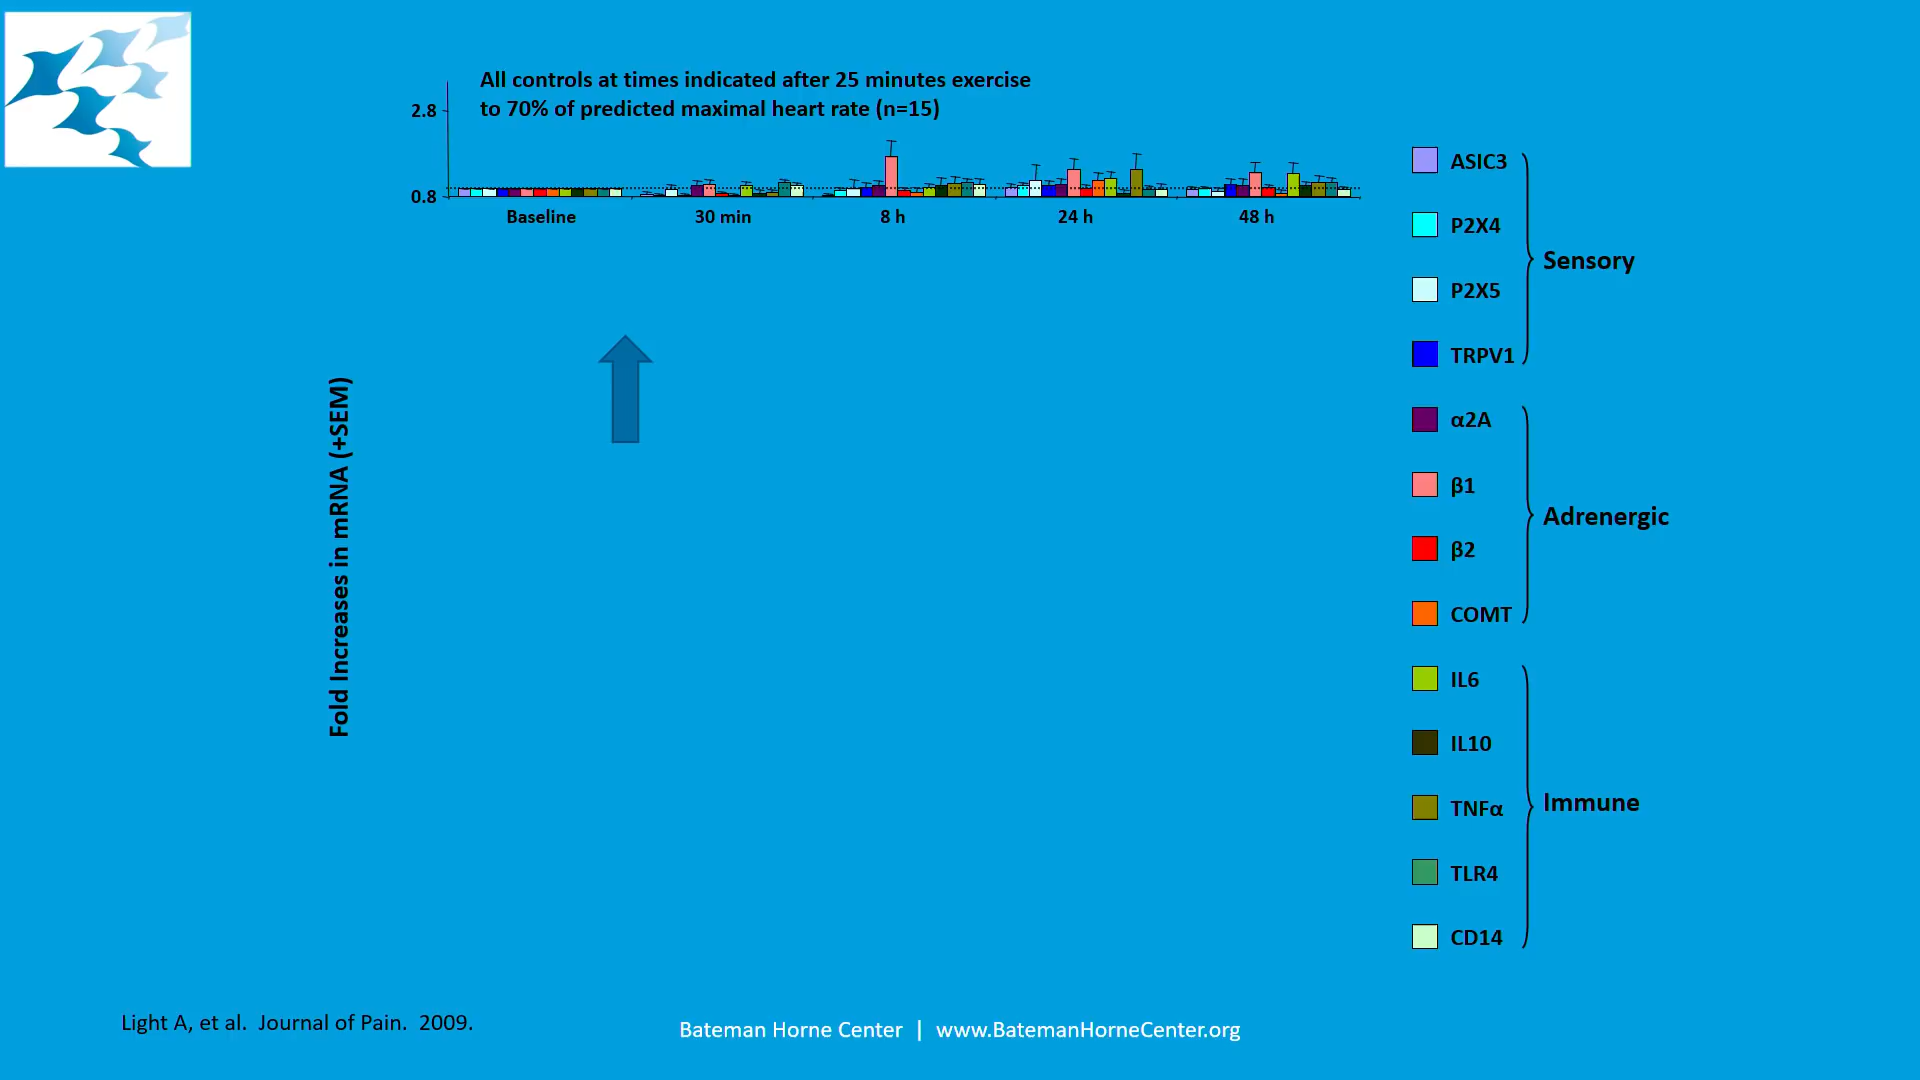 All controls at times indicated after 25 minutes exercise
to 70% of predicted maximal heart rate (n=15)
2.8
0.8
Baseline
30 min
8 h
24 h
48 h
Fold Increases in mRNA (+SEM)
ASIC3
P2X4
P2X5
TRPV1
Sensory
α2A
β1
β2
COMT
Adrenergic
IL6
IL10
TNFα
TLR4
CD14
Immune
Light A, et al. Journal of Pain. 2009.
Bateman Horne Center | www.BatemanHorneCenter.org